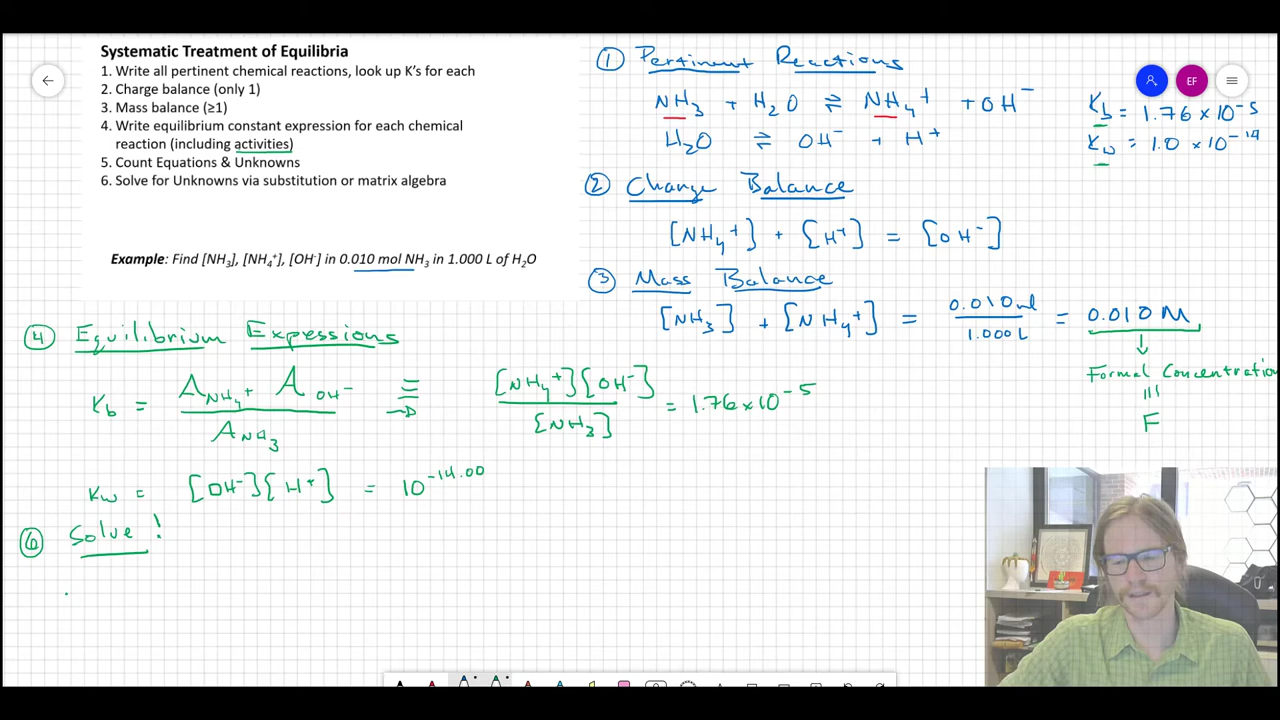 Systematic Treatment of Equilibria
1. Write all pertinent chemical reactions, look up K's for each
2. Charge balance (only 1)
3. Mass balance (≥1)
4. Write equilibrium constant expression for each chemical
reaction (including activities)
5. Count Equations & Unknowns
6. Solve for Unknowns via substitution or matrix algebra
Example: Find [NH₃], [NH₄⁺], [OH⁻] in 0.010 mol NH₃ in 1.000 L of H₂O
① Pertinent Reactions
NH₃ + H₂O ⇌ NH₄⁺ + OH⁻
K_b = 1.76 × 10⁻⁵
H₂O ⇌ OH⁻ + H⁺
K_w = 1.0 × 10⁻¹⁴
EF
② Charge Balance
[NH₄⁺] + [H⁺] = [OH⁻]
③ Mass Balance
[NH₃] + [NH₄⁺] = 0.010 mol / 1.000 L = 0.010 M
↓
Formal Concentration
≡
F
④ Equilibrium Expressions
K_b = A_NH₄⁺ A_OH⁻ / A_NH₃ ≅ [NH₄⁺][OH⁻] / [NH₃] = 1.76 × 10⁻⁵
K_w = [OH⁻][H⁺] = 10^-14.00
⑥ Solve!